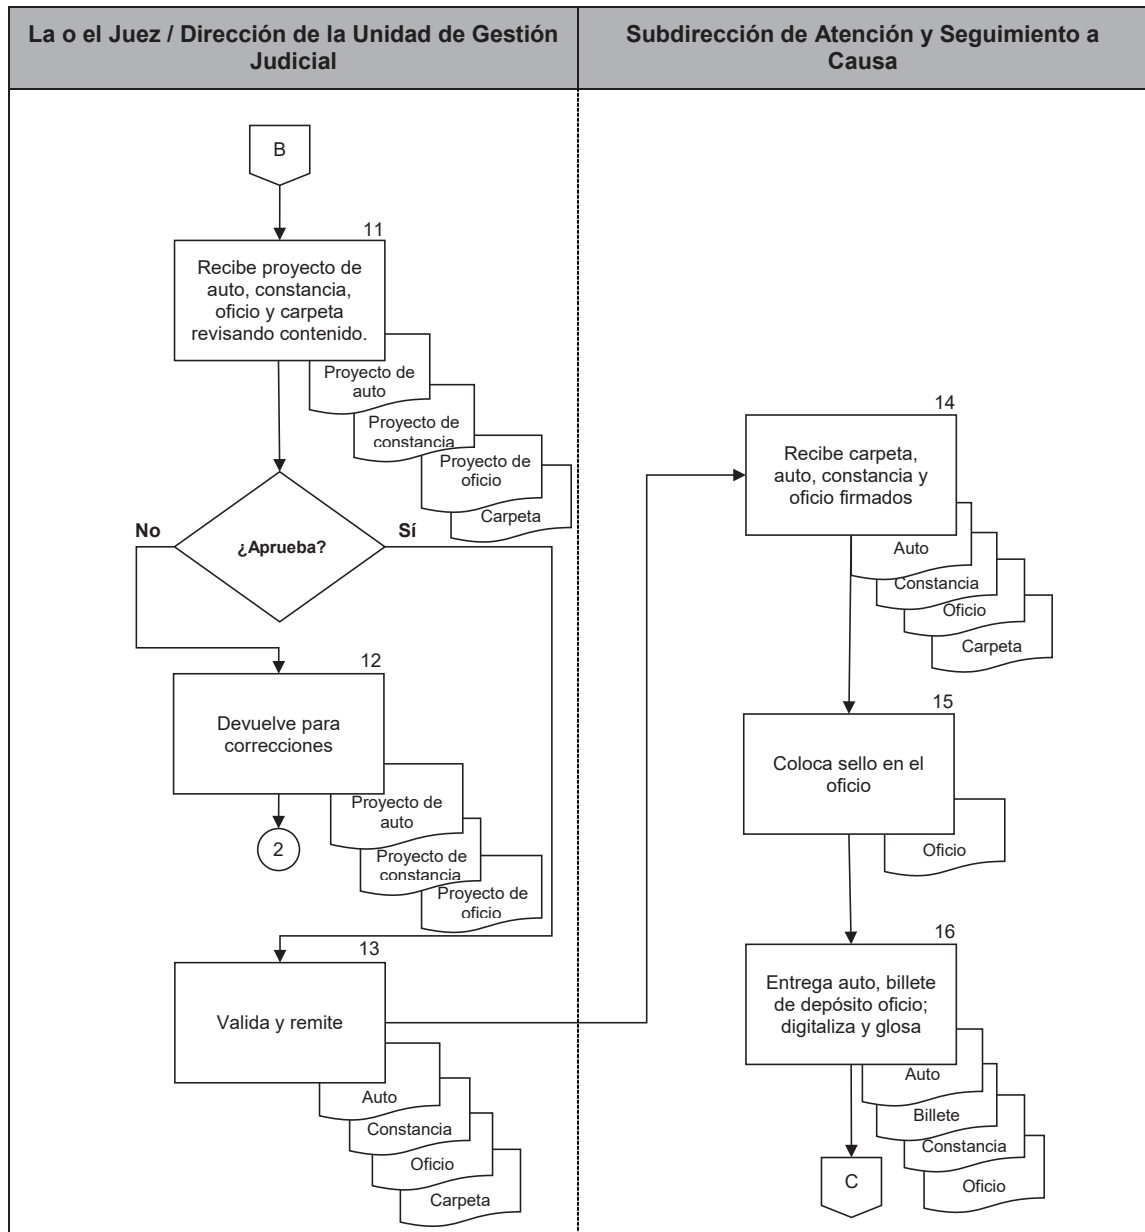 La o el Juez / Dirección de la Unidad de Gestión
Judicial
Subdirección de Atención y Seguimiento a
Causa
B
11
Recibe proyecto de
auto, constancia,
oficio y carpeta
revisando contenido.
Proyecto de
auto
Proyecto de
constancia
Proyecto de
oficio
Carpeta
No
Sí
¿Aprueba?
12
Devuelve para
correcciones
Proyecto de
auto
Proyecto de
constancia
Proyecto de
oficio
2
13
Valida y remite
Auto
Constancia
Oficio
Carpeta
14
Recibe carpeta,
auto, constancia y
oficio firmados
Auto
Constancia
Oficio
Carpeta
15
Coloca sello en el
oficio
Oficio
16
Entrega auto, billete
de depósito oficio;
digitaliza y glosa
Auto
Billete
Constancia
Oficio
C